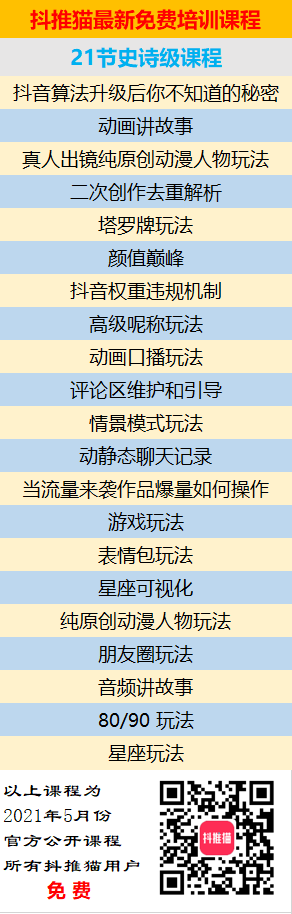 抖推猫最新免费培训课程
21节史诗级课程
抖音算法升级后你不知道的秘密
动画讲故事
真人出镜纯原创动漫人物玩法
二次创作去重解析
塔罗牌玩法
颜值巅峰
抖音权重违规机制
高级呢称玩法
动画口播玩法
评论区维护和引导
情景模式玩法
动静态聊天记录
当流量来袭作品爆量如何操作
游戏玩法
表情包玩法
星座可视化
纯原创动漫人物玩法
朋友圈玩法
音频讲故事
80/90 玩法
星座玩法
以上课程为
2021年5月份
官方公开课程
所有抖推猫用户
免费
抖推猫